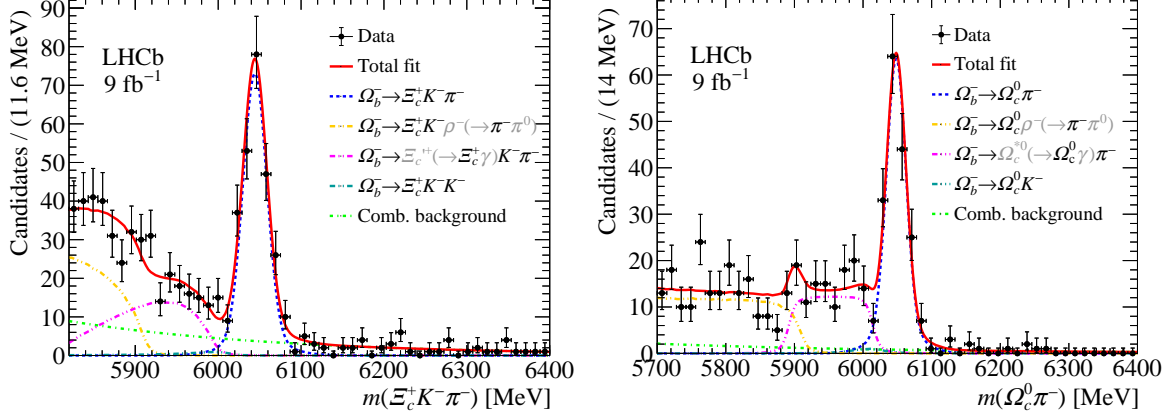 Candidates / (11.6 MeV)
90
80
70
60
50
40
30
20
10
0
LHCb
9 fb⁻¹
Data
Total fit
Ω_b⁻→Ξ_c⁺K⁻π⁻
Ω_b⁻→Ξ_c⁺K⁻ρ⁻(→π⁻π⁰)
Ω_b⁻→Ξ_c'⁺(→Ξ_c⁺γ)K⁻π⁻
Ω_b⁻→Ξ_c⁺K⁻K⁻
Comb. background
5900 6000 6100 6200 6300 6400
m(Ξ_c⁺K⁻π⁻) [MeV]
Candidates / (14 MeV)
80
70
60
50
40
30
20
10
0
LHCb
9 fb⁻¹
Data
Total fit
Ω_b⁻→Ω_c⁰π⁻
Ω_b⁻→Ω_c⁰ρ⁻(→π⁻π⁰)
Ω_b⁻→Ω_c*⁰(→Ω_c⁰γ)π⁻
Ω_b⁻→Ω_c⁰K⁻
Comb. background
5700 5800 5900 6000 6100 6200 6300 6400
m(Ω_c⁰π⁻) [MeV]